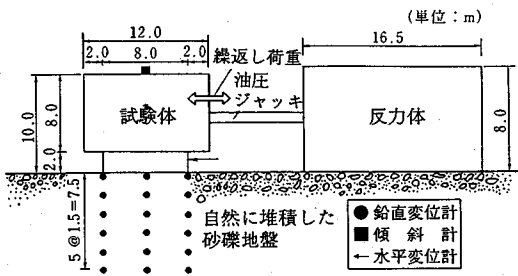 (単位：m)
12.0
2.0 8.0 2.0
16.5
繰返し荷重
油圧
ジャッキ
試験体
反力体
10.0
8.0
2.0
8.0
5 @1.5=7.5
自然に堆積した
砂礫地盤
●鉛直変位計
■傾斜計
←水平変位計